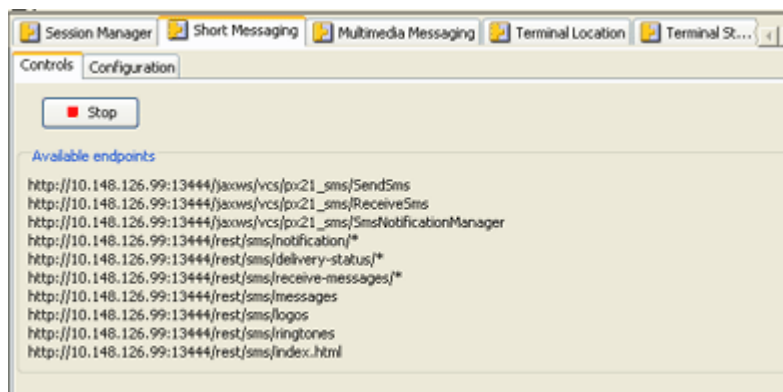 Session Manager Short Messaging Multimedia Messaging Terminal Location Terminal St...
Controls Configuration
Stop
Available endpoints
http://10.148.126.99:13444/jaxws/vcs/px21_sms/SendSms
http://10.148.126.99:13444/jaxws/vcs/px21_sms/ReceiveSms
http://10.148.126.99:13444/jaxws/vcs/px21_sms/SmsNotificationManager
http://10.148.126.99:13444/rest/sms/notification/*
http://10.148.126.99:13444/rest/sms/delivery-status/*
http://10.148.126.99:13444/rest/sms/receive-messages/*
http://10.148.126.99:13444/rest/sms/messages
http://10.148.126.99:13444/rest/sms/logos
http://10.148.126.99:13444/rest/sms/ringtones
http://10.148.126.99:13444/rest/sms/index.html